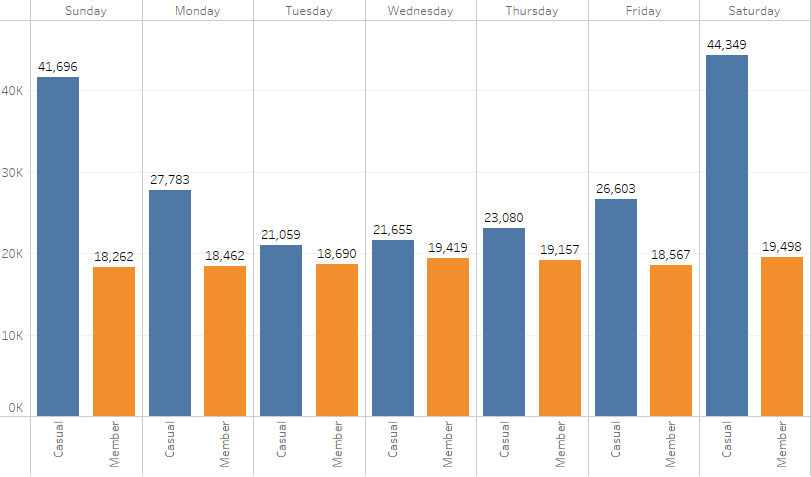 Sunday Monday Tuesday Wednesday Thursday Friday Saturday
44,349
41,696
40K
30K
27,783
26,603
23,080
21,059
21,655
20K
18,262
18,462
18,690
19,419
19,157
18,567
19,498
10K
0K
Casual Member Casual Member Casual Member Casual Member Casual Member Casual Member Casual Member